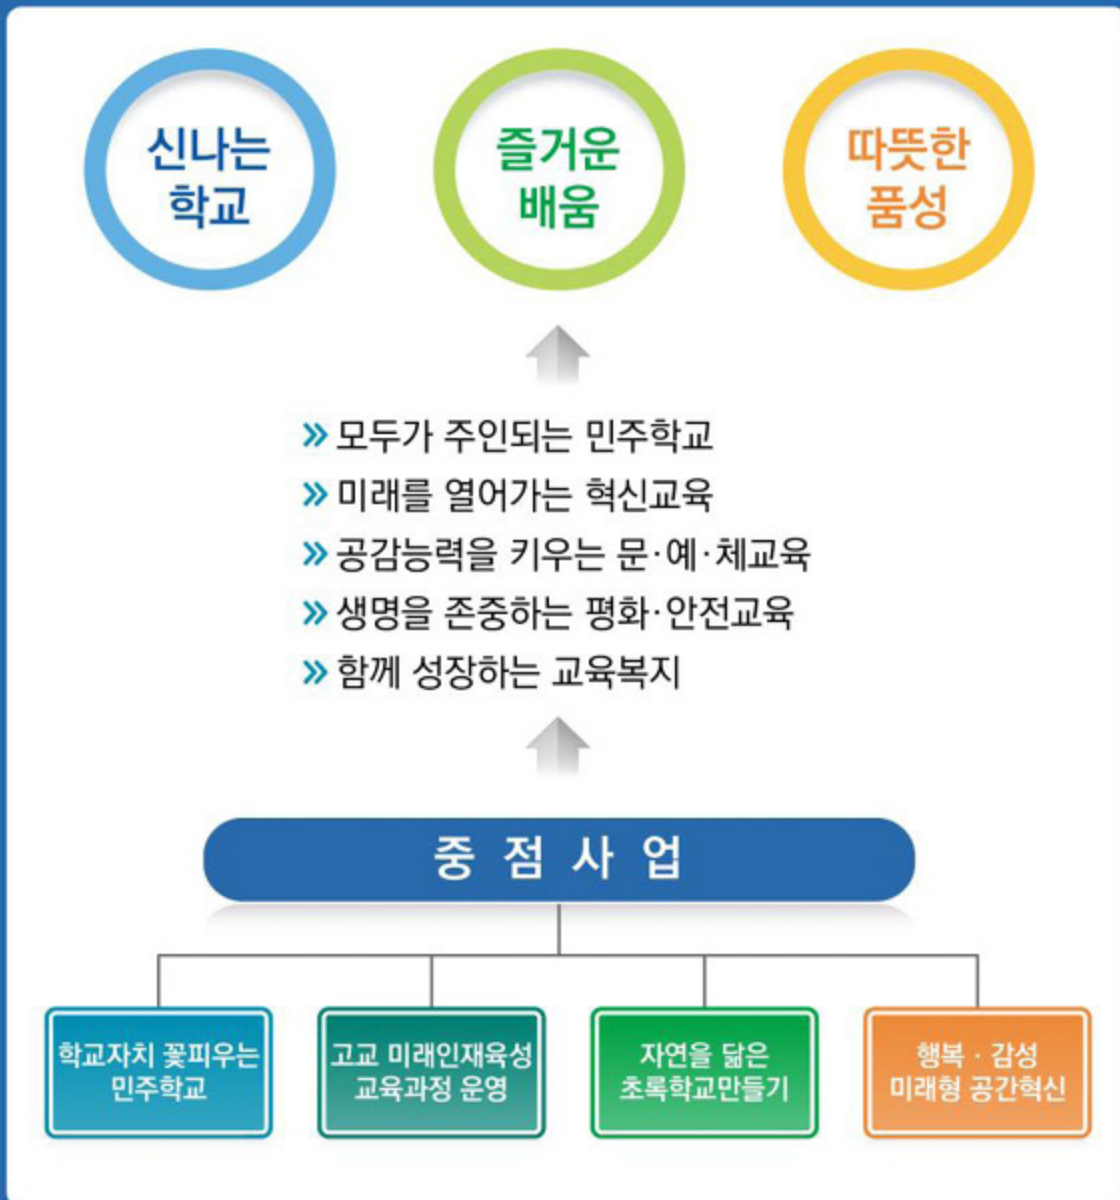 신나는
학교
즐거운
배움
따뜻한
품성
» 모두가 주인되는 민주학교
» 미래를 열어가는 혁신교육
» 공감능력을 키우는 문·예·체교육
» 생명을 존중하는 평화·안전교육
» 함께 성장하는 교육복지
중 점 사 업
학교자치 꽃피우는
민주학교
고교 미래인재육성
교육과정 운영
자연을 닮은
초록학교만들기
행복 · 감성
미래형 공간혁신